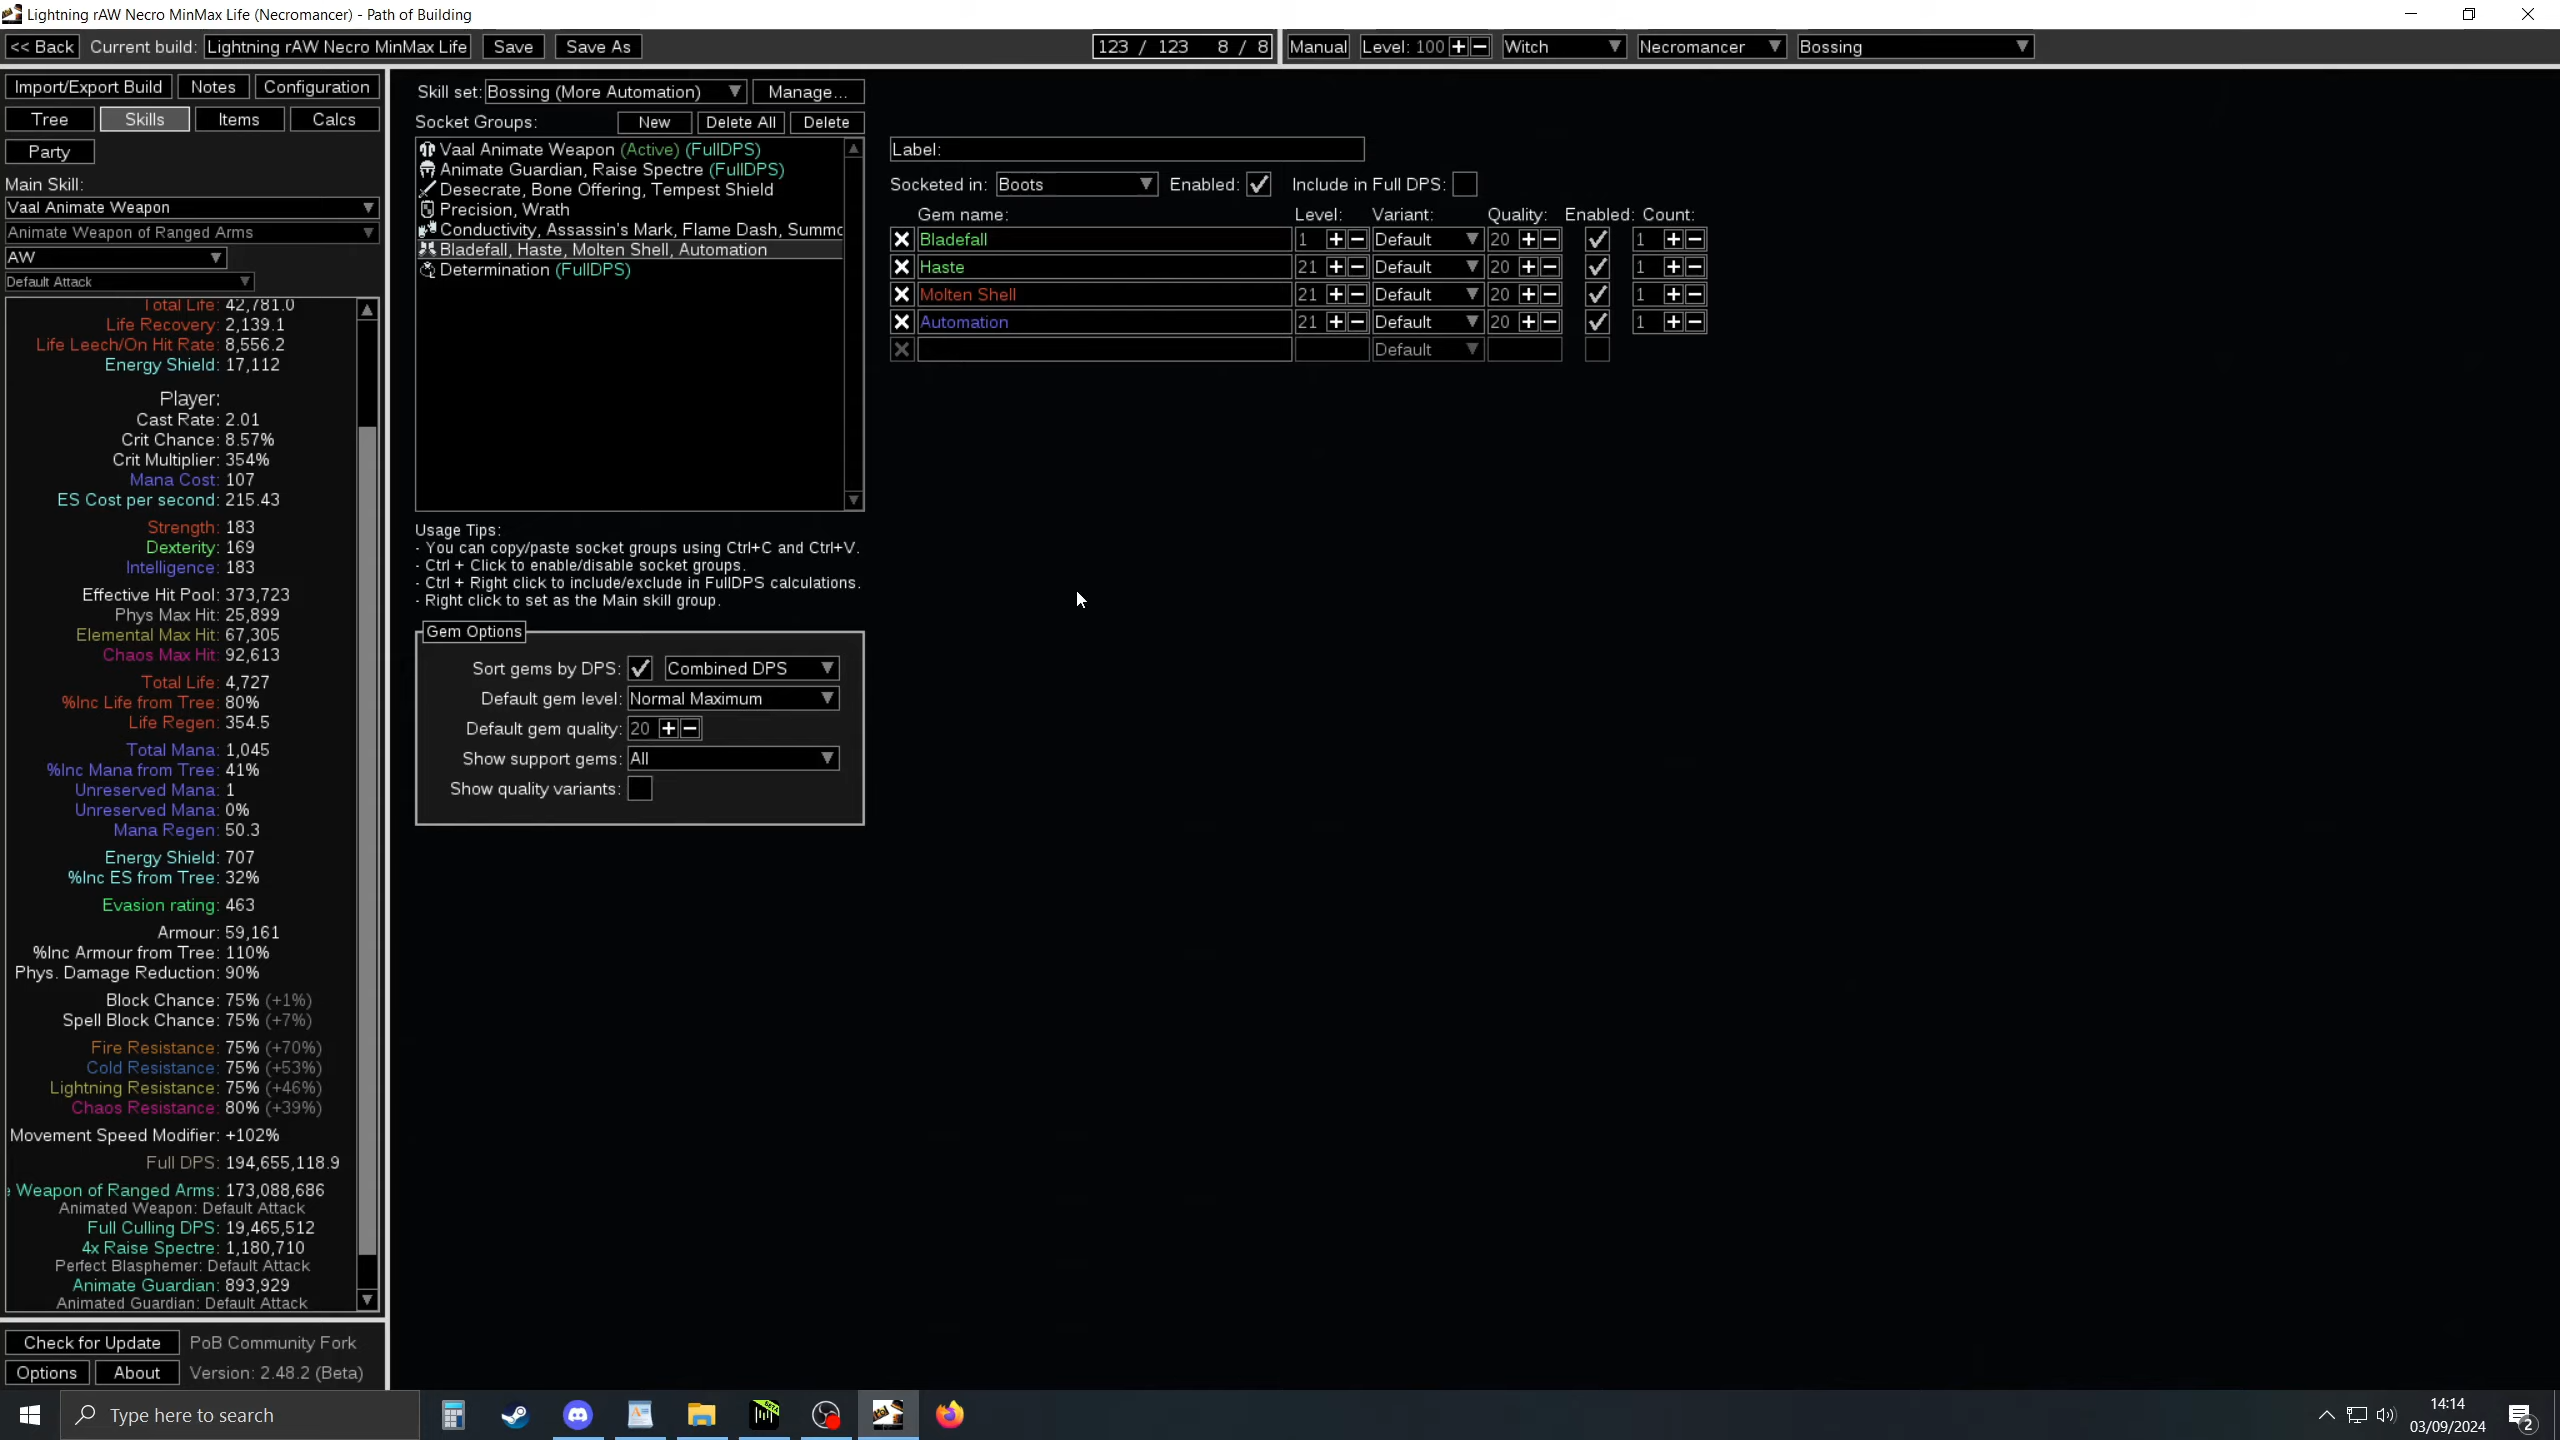 Lightning rAW Necro MinMax Life (Necromancer) - Path of Building
<< Back Current build: Lightning rAW Necro MinMax Life Save Save As 123 / 123 8 / 8 Manual Level: 100 Witch Necromancer Bossing
Import/Export Build Notes Configuration
Tree Skills Items Calcs
Party
Main Skill:
Vaal Animate Weapon
Animate Weapon of Ranged Arms
AW
Default Attack
Total Life: 42,781.0
Life Recovery: 2,139.1
Life Leech/On Hit Rate: 8,556.2
Energy Shield: 17,112
Player:
Cast Rate: 2.01
Crit Chance: 8.57%
Crit Multiplier: 354%
Mana Cost: 107
ES Cost per second: 215.43
Strength: 183
Dexterity: 169
Intelligence: 183
Effective Hit Pool: 373,723
Phys Max Hit: 25,899
Elemental Max Hit: 67,305
Chaos Max Hit: 92,613
Total Life: 4,727
%Inc Life from Tree: 80%
Life Regen: 354.5
Total Mana: 1,045
%Inc Mana from Tree: 41%
Unreserved Mana: 1
Unreserved Mana: 0%
Mana Regen: 50.3
Energy Shield: 707
%Inc ES from Tree: 32%
Evasion rating: 463
Armour: 59,161
%Inc Armour from Tree: 110%
Phys. Damage Reduction: 90%
Block Chance: 75% (+1%)
Spell Block Chance: 75% (+7%)
Fire Resistance: 75% (+70%)
Cold Resistance: 75% (+53%)
Lightning Resistance: 75% (+46%)
Chaos Resistance: 80% (+39%)
Movement Speed Modifier: +102%
Full DPS: 194,655,118.9
e Weapon of Ranged Arms: 173,088,686
Animated Weapon: Default Attack
Full Culling DPS: 19,465,512
4x Raise Spectre: 1,180,710
Perfect Blasphemer: Default Attack
Animate Guardian: 893,929
Animated Guardian: Default Attack
Check for Update PoB Community Fork
Options About Version: 2.48.2 (Beta)
Skill set: Bossing (More Automation) Manage...
Socket Groups: New Delete All Delete
Vaal Animate Weapon (Active) (FullDPS)
Animate Guardian, Raise Spectre (FullDPS)
Desecrate, Bone Offering, Tempest Shield
Precision, Wrath
Conductivity, Assassin's Mark, Flame Dash, Summo
Bladefall, Haste, Molten Shell, Automation
Determination (FullDPS)
Usage Tips:
- You can copy/paste socket groups using Ctrl+C and Ctrl+V.
- Ctrl + Click to enable/disable socket groups.
- Ctrl + Right click to include/exclude in FullDPS calculations.
- Right click to set as the Main skill group.
Gem Options
Sort gems by DPS: Combined DPS
Default gem level: Normal Maximum
Default gem quality: 20
Show support gems: All
Show quality variants:
Label:
Socketed in: Boots Enabled: Include in Full DPS:
Gem name: Level: Variant: Quality: Enabled: Count:
Bladefall 1 Default 20 1
Haste 21 Default 20 1
Molten Shell 21 Default 20 1
Automation 21 Default 20 1
Default
Type here to search
BETA
14:14
03/09/2024
2